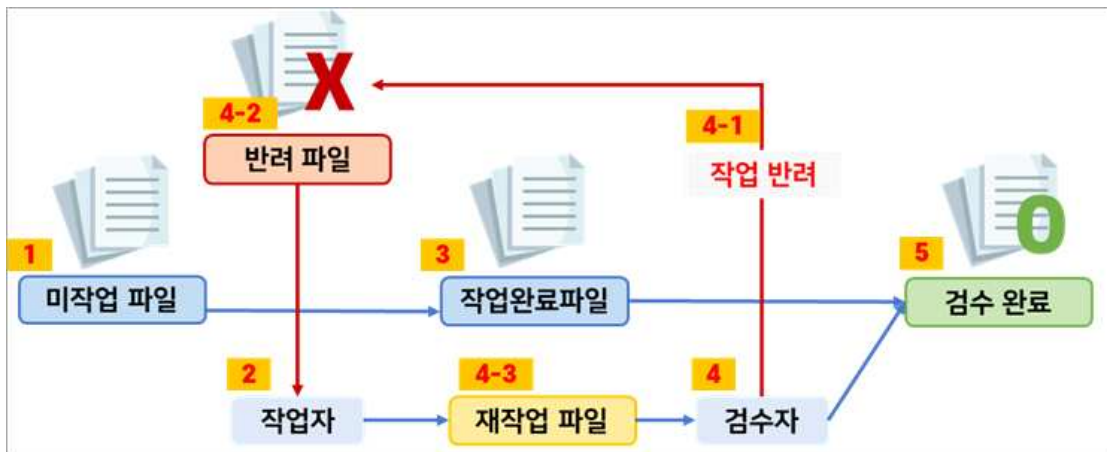 X
4-2
4-1
반려 파일
작업 반려
1
3
5
O
미작업 파일
작업완료파일
검수 완료
2
4-3
4
작업자
재작업 파일
검수자